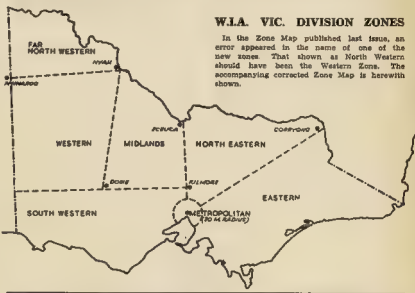 W.I.A. VIC. DIVISION ZONES
In the Zone Map published last issue, an
error appeared in the name of one of the
new zones. That shown as North Western
should have been the Western Zone. The
accompanying corrected Zone Map is herewith
shown.
FAR
NORTH WESTERN
NYAH
ECHUCA
CORRYONG
WESTERN
MIDLANDS
NORTH EASTERN
KILMORE
SOUTH WESTERN
METROPOLITAN
EASTERN